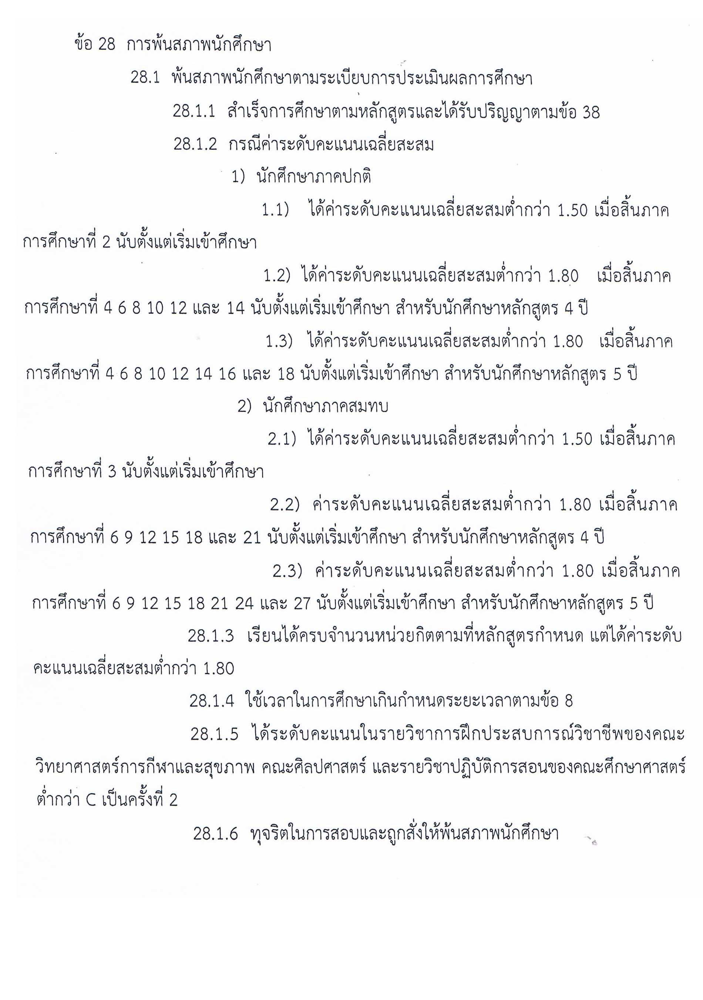 ข้อ 28 การพ้นสภาพนักศึกษา
28.1 พ้นสภาพนักศึกษาตามระเบียบการประเมินผลการศึกษา
28.1.1 สำเร็จการศึกษาตามหลักสูตรและได้รับปริญญาตามข้อ 38
28.1.2 กรณีค่าระดับคะแนนเฉลี่ยสะสม
1) นักศึกษาภาคปกติ
1.1) ได้ค่าระดับคะแนนเฉลี่ยสะสมต่ำกว่า 1.50 เมื่อสิ้นภาค
การศึกษาที่ 2 นับตั้งแต่เริ่มเข้าศึกษา
1.2) ได้ค่าระดับคะแนนเฉลี่ยสะสมต่ำกว่า 1.80 เมื่อสิ้นภาค
การศึกษาที่ 4 6 8 10 12 และ 14 นับตั้งแต่เริ่มเข้าศึกษา สำหรับนักศึกษาหลักสูตร 4 ปี
1.3) ได้ค่าระดับคะแนนเฉลี่ยสะสมต่ำกว่า 1.80 เมื่อสิ้นภาค
การศึกษาที่ 4 6 8 10 12 14 16 และ 18 นับตั้งแต่เริ่มเข้าศึกษา สำหรับนักศึกษาหลักสูตร 5 ปี
2) นักศึกษาภาคสมทบ
2.1) ได้ค่าระดับคะแนนเฉลี่ยสะสมต่ำกว่า 1.50 เมื่อสิ้นภาค
การศึกษาที่ 3 นับตั้งแต่เริ่มเข้าศึกษา
2.2) ค่าระดับคะแนนเฉลี่ยสะสมต่ำกว่า 1.80 เมื่อสิ้นภาค
การศึกษาที่ 6 9 12 15 18 และ 21 นับตั้งแต่เริ่มเข้าศึกษา สำหรับนักศึกษาหลักสูตร 4 ปี
2.3) ค่าระดับคะแนนเฉลี่ยสะสมต่ำกว่า 1.80 เมื่อสิ้นภาค
การศึกษาที่ 6 9 12 15 18 21 24 และ 27 นับตั้งแต่เริ่มเข้าศึกษา สำหรับนักศึกษาหลักสูตร 5 ปี
28.1.3 เรียนได้ครบจำนวนหน่วยกิตตามที่หลักสูตรกำหนด แต่ได้ค่าระดับ
คะแนนเฉลี่ยสะสมต่ำกว่า 1.80
28.1.4 ใช้เวลาในการศึกษาเกินกำหนดระยะเวลาตามข้อ 8
28.1.5 ได้ระดับคะแนนในรายวิชาการฝึกประสบการณ์วิชาชีพของคณะ
วิทยาศาสตร์การกีฬาและสุขภาพ คณะศิลปศาสตร์ และรายวิชาปฏิบัติการสอนของคณะศึกษาศาสตร์
ต่ำกว่า C เป็นครั้งที่ 2
28.1.6 ทุจริตในการสอบและถูกสั่งให้พ้นสภาพนักศึกษา